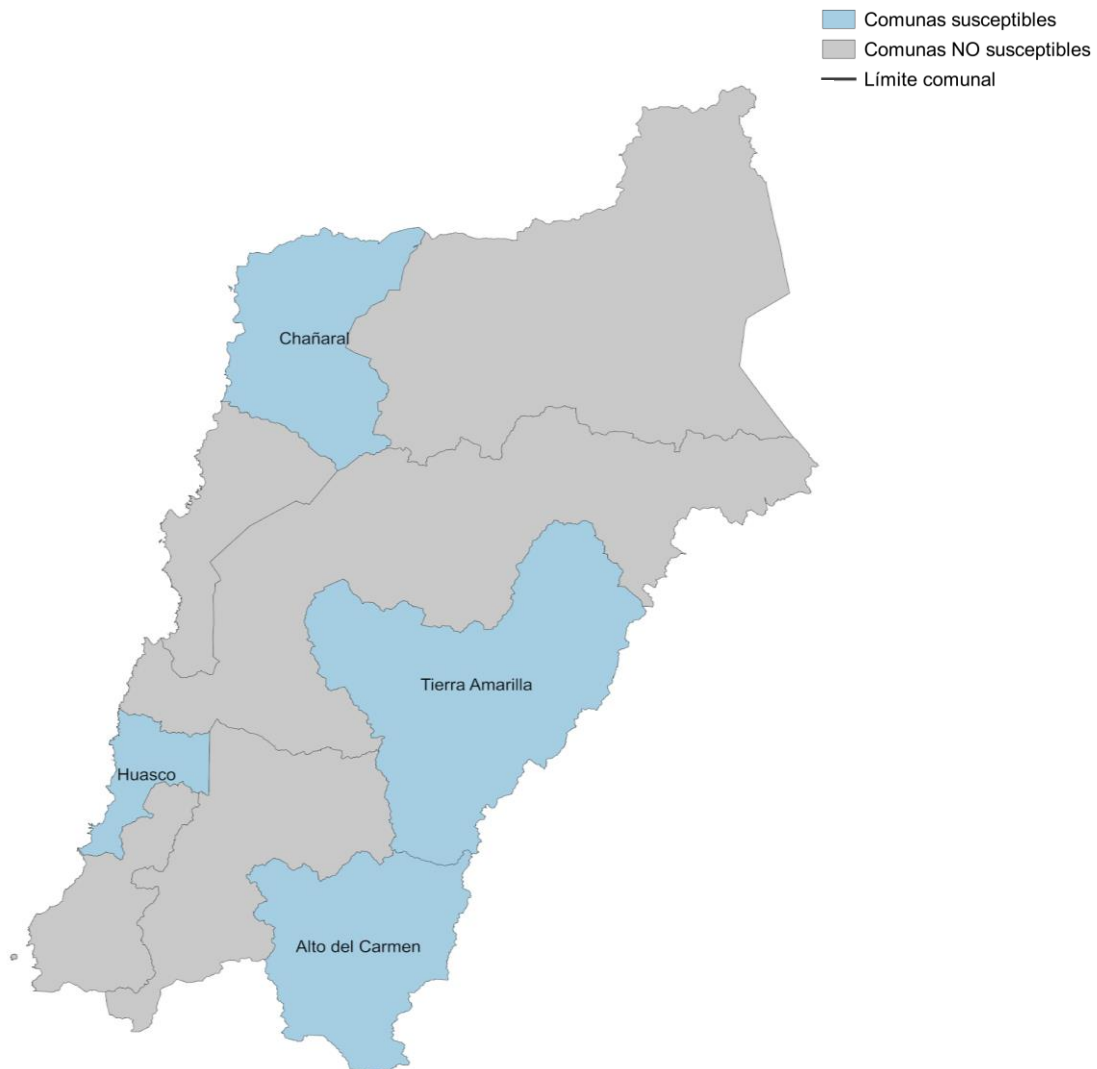 Comunas susceptibles
Comunas NO susceptibles
Límite comunal
Chañaral
Tierra Amarilla
Huasco
Alto del Carmen